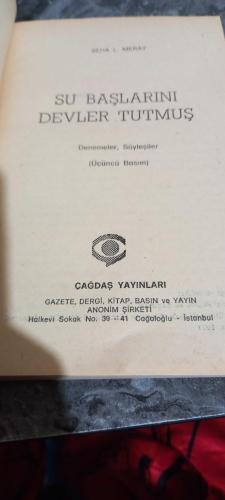 SEHA L. MERAY
SU BAŞLARINI
DEVLER TUTMUŞ
Denemeler, Söyleşiler
(Üçüncü Basım)
ÇAĞDAŞ YAYINLARI
GAZETE, DERGİ, KİTAP, BASIN ve YAYIN
ANONİM ŞİRKETİ
Halkevi Sokak No. 39 - 41 Cağaloğlu - İstanbul